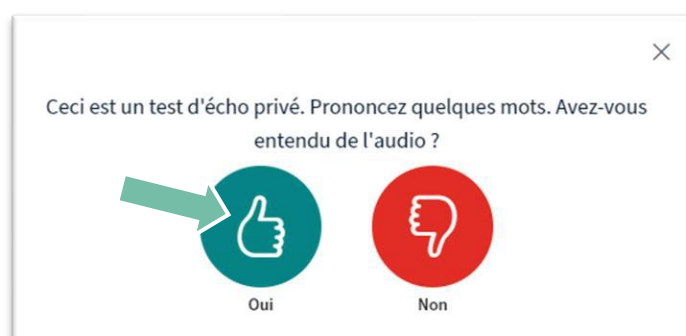 Ceci est un test d'écho privé. Prononcez quelques mots. Avez-vous
entendu de l'audio ?
Oui Non